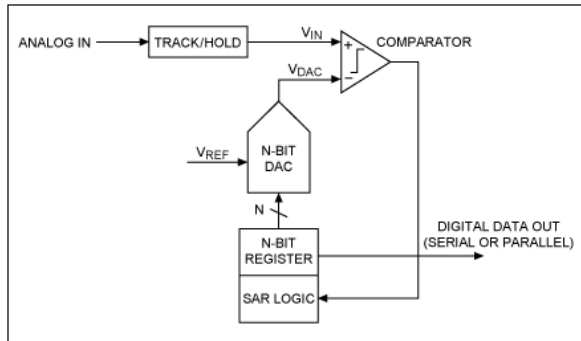 ANALOG IN
TRACK/HOLD
VIN
COMPARATOR
+
−
VDAC
VREF
N-BIT
DAC
N
N-BIT
REGISTER
SAR LOGIC
DIGITAL DATA OUT
(SERIAL OR PARALLEL)